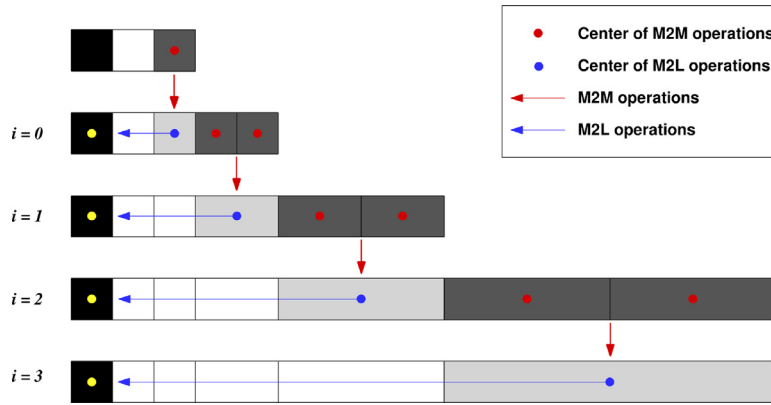 Center of M2M operations
Center of M2L operations
M2M operations
M2L operations
i = 0
i = 1
i = 2
i = 3